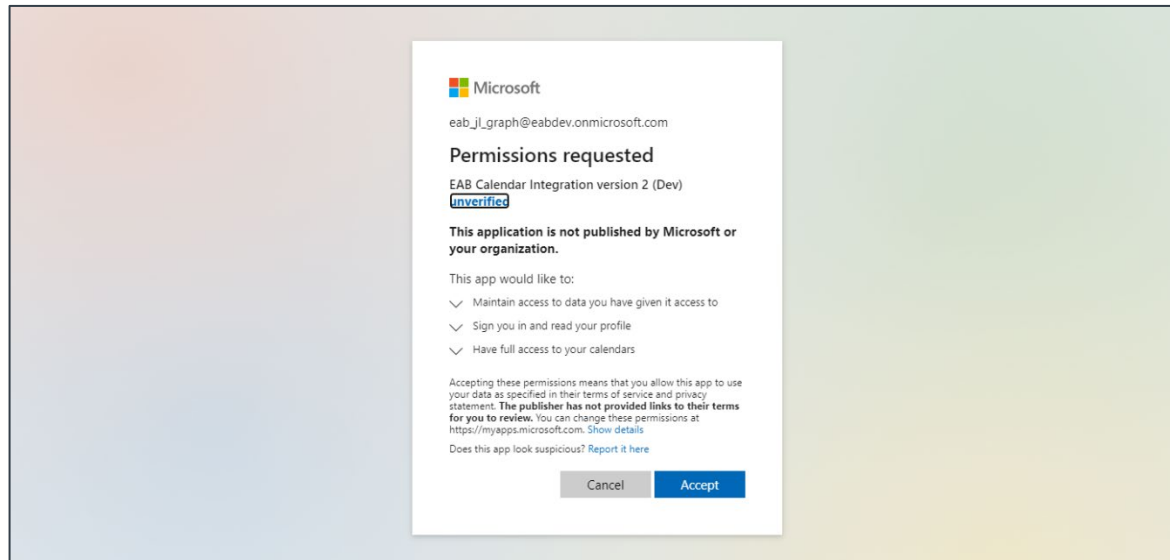 Microsoft
eab_jl_graph@eabdev.onmicrosoft.com
Permissions requested
EAB Calendar Integration version 2 (Dev)
unverified
This application is not published by Microsoft or
your organization.
This app would like to:
Maintain access to data you have given it access to
Sign you in and read your profile
Have full access to your calendars
Accepting these permissions means that you allow this app to use
your data as specified in their terms of service and privacy
statement. The publisher has not provided links to their terms
for you to review. You can change these permissions at
https://myapps.microsoft.com. Show details
Does this app look suspicious? Report it here
Cancel Accept